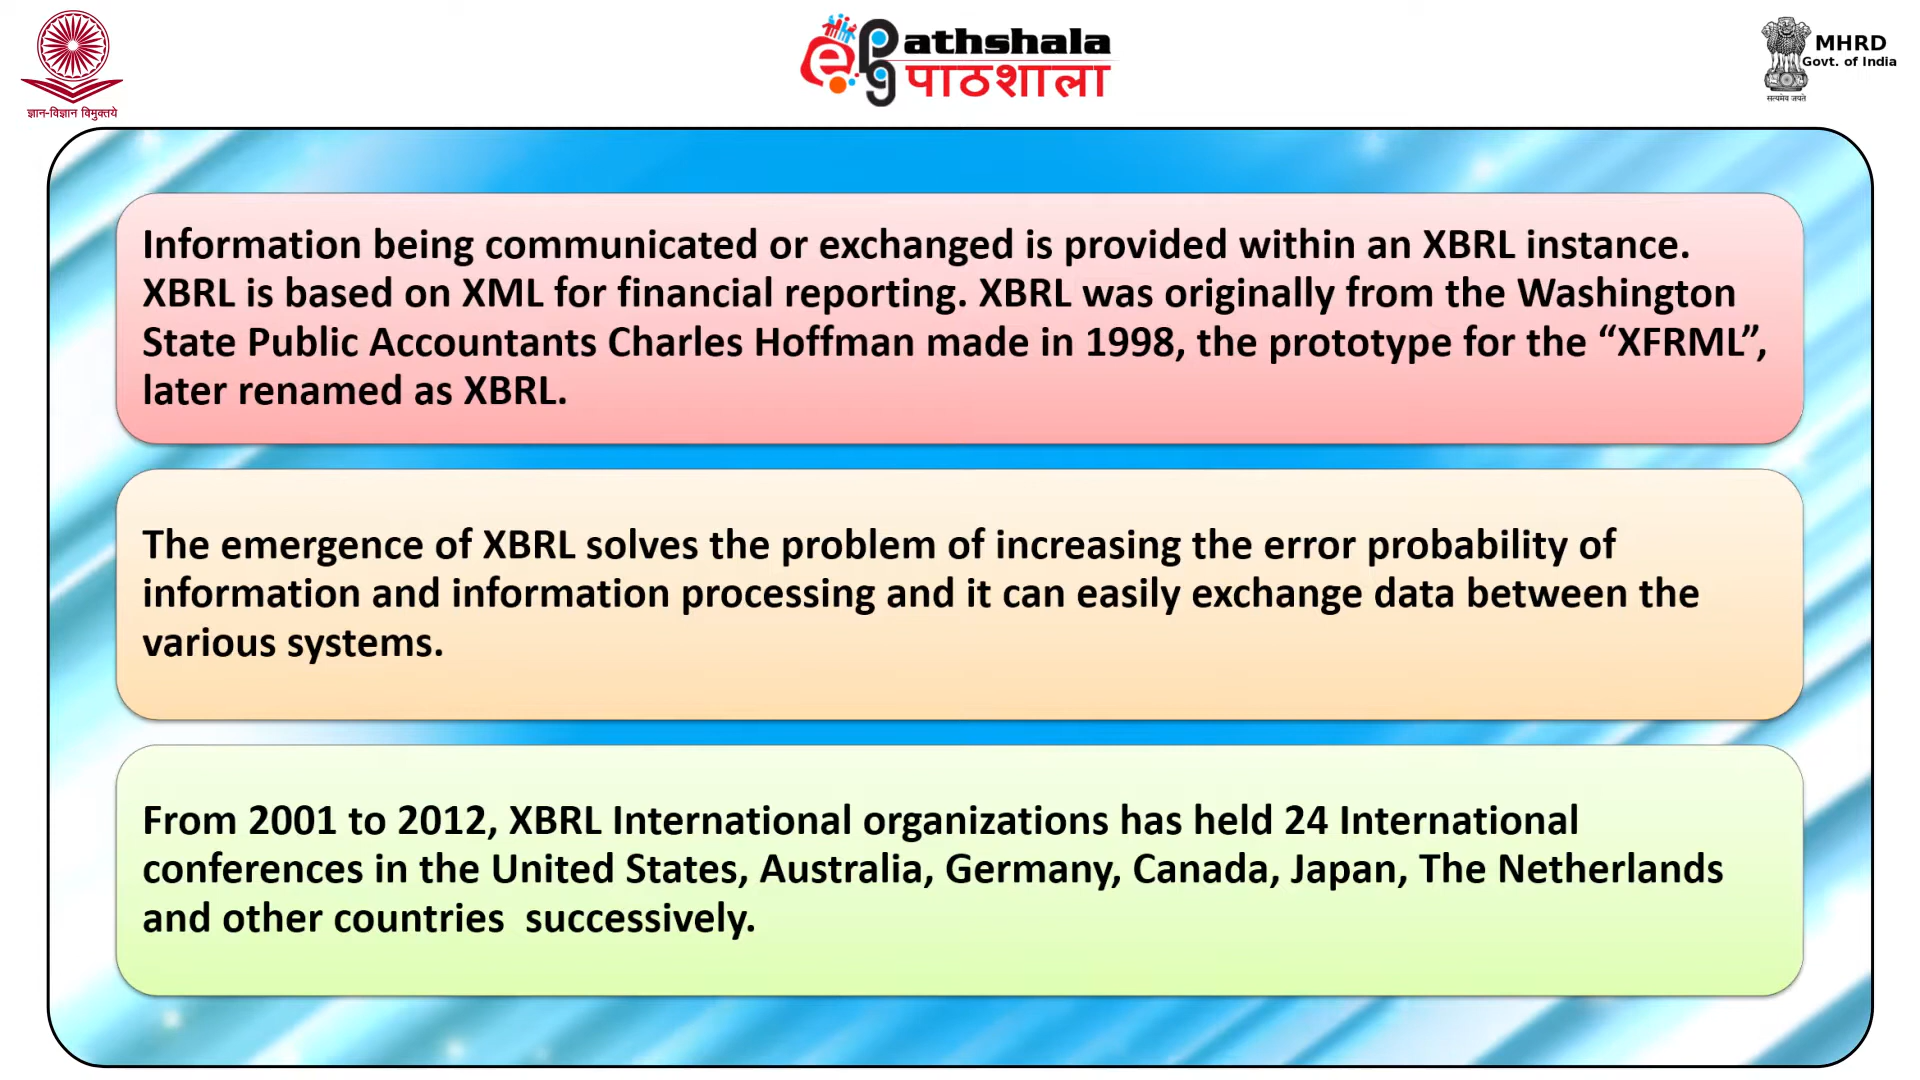 ज्ञान-विज्ञान विमुक्तये
ePG
athshala
पाठशाला
MHRD
Govt. of India
सत्यमेव जयते
Information being communicated or exchanged is provided within an XBRL instance.
XBRL is based on XML for financial reporting. XBRL was originally from the Washington
State Public Accountants Charles Hoffman made in 1998, the prototype for the “XFRML”,
later renamed as XBRL.
The emergence of XBRL solves the problem of increasing the error probability of
information and information processing and it can easily exchange data between the
various systems.
From 2001 to 2012, XBRL International organizations has held 24 International
conferences in the United States, Australia, Germany, Canada, Japan, The Netherlands
and other countries  successively.